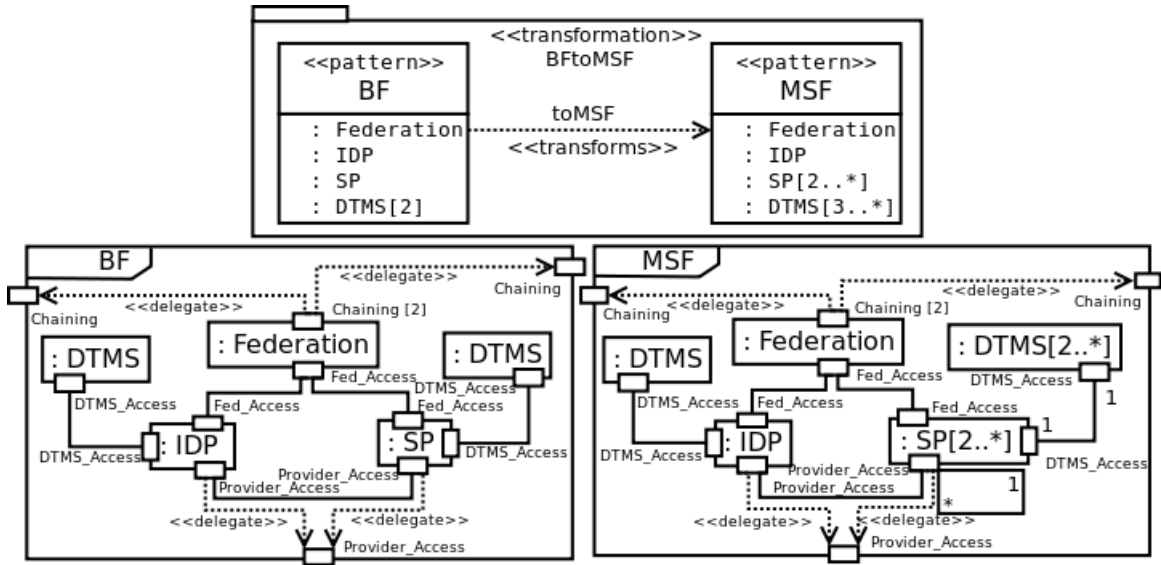 <<transformation>>
BFtoMSF
<<pattern>>
BF
: Federation
: IDP
: SP
: DTMS[2]
toMSF
<<transforms>>
<<pattern>>
MSF
: Federation
: IDP
: SP[2..*]
: DTMS[3..*]
BF
<<delegate>>
<<delegate>>
Chaining
Chaining
Chaining [2]
: Federation
: DTMS
: DTMS
Fed_Access
DTMS_Access
DTMS_Access
Fed_Access
Fed_Access
: IDP
: SP
DTMS_Access
DTMS_Access
Provider_Access
Provider_Access
<<delegate>>
<<delegate>>
Provider_Access
MSF
<<delegate>>
<<delegate>>
Chaining
Chaining
Chaining [2]
: Federation
: DTMS
: DTMS[2..*]
Fed_Access
DTMS_Access
DTMS_Access
1
Fed_Access
Fed_Access
: IDP
: SP[2..*]
1
DTMS_Access
DTMS_Access
Provider_Access
Provider_Access
1
*
<<delegate>>
<<delegate>>
Provider_Access